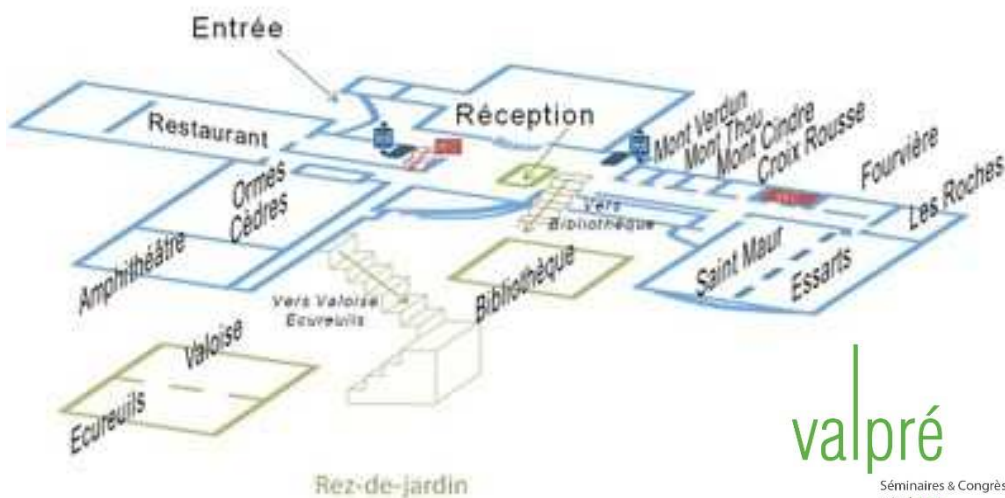 Entrée
Réception
Restaurant
Mont Verdun
Mont Thou
Mont Cindre
Croix Rousse
Fourvière
Les Roches
Ormes
Cèdres
Amphithéâtre
Vers
Bibliothèque
Saint Maur
Essarts
Bibliothèque
Vers Valoise
Ecureuils
Valoise
Ecureuils
valpré
Rez-de-jardin
Séminaires & Congrès